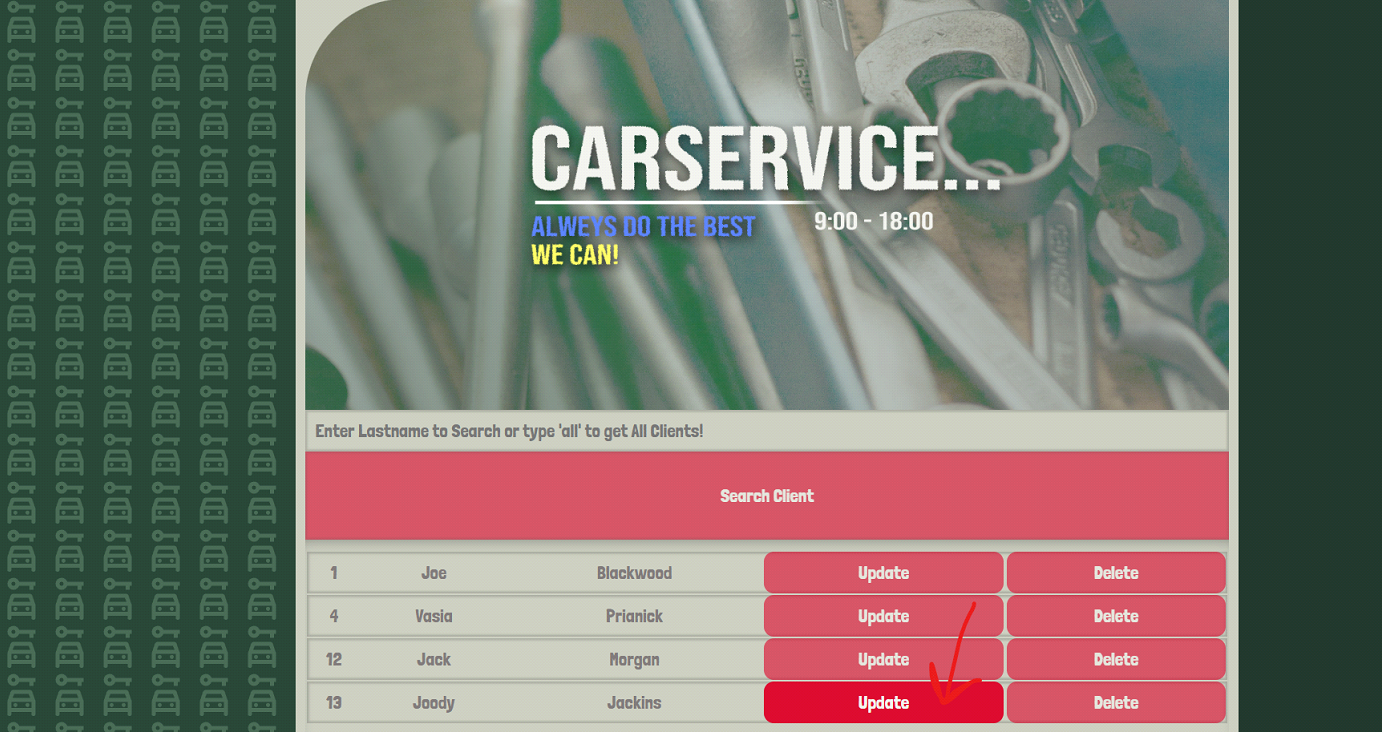 CARSERVICE...
ALWEYS DO THE BEST 9:00 - 18:00
WE CAN!
Enter Lastname to Search or type 'all' to get All Clients!
Search Client
1 Joe Blackwood Update Delete
4 Vasia Prianick Update Delete
12 Jack Morgan Update Delete
13 Joody Jackins Update Delete